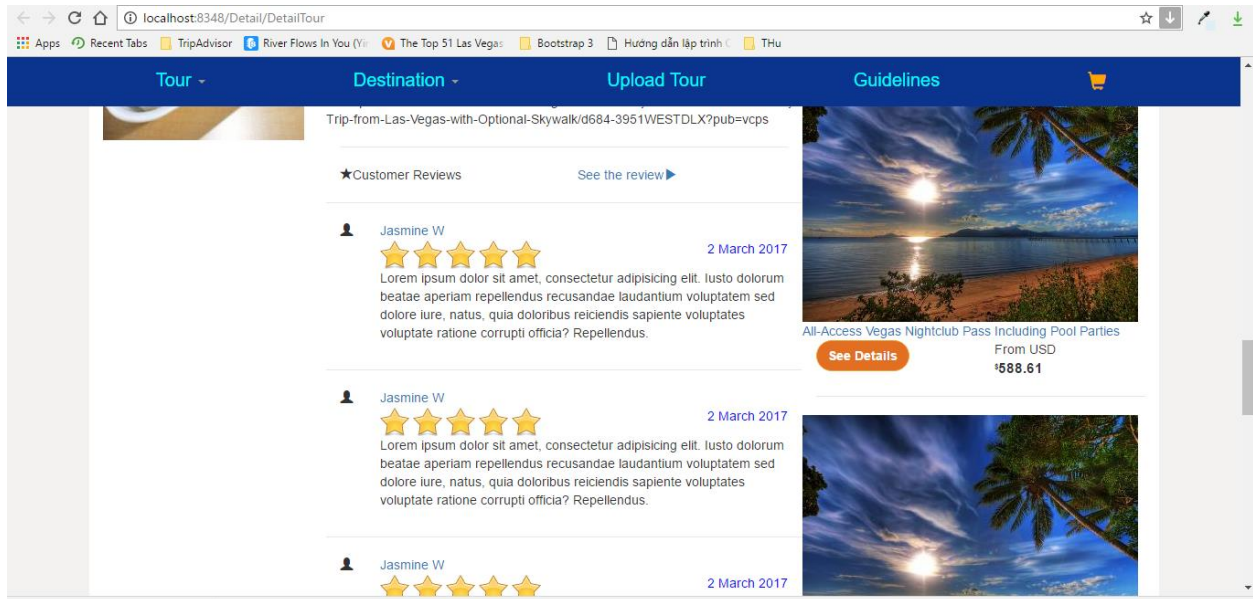 localhost:8348/Detail/DetailTour
Apps Recent Tabs TripAdvisor River Flows In You (Yir The Top 51 Las Vegas Bootstrap 3 Hướng dẫn lập trình C THu
Tour Destination Upload Tour Guidelines
Trip-from-Las-Vegas-with-Optional-Skywalk/d684-3951WESTDLX?pub=vcps
★Customer Reviews See the review▶
Jasmine W
2 March 2017
Lorem ipsum dolor sit amet, consectetur adipisicing elit. Iusto dolorum
beatae aperiam repellendus recusandae laudantium voluptatem sed
dolore iure, natus, quia doloribus reiciendis sapiente voluptates
voluptate ratione corrupti officia? Repellendus.
Jasmine W
2 March 2017
Lorem ipsum dolor sit amet, consectetur adipisicing elit. Iusto dolorum
beatae aperiam repellendus recusandae laudantium voluptatem sed
dolore iure, natus, quia doloribus reiciendis sapiente voluptates
voluptate ratione corrupti officia? Repellendus.
Jasmine W
2 March 2017
All-Access Vegas Nightclub Pass Including Pool Parties
See Details
From USD
$588.61